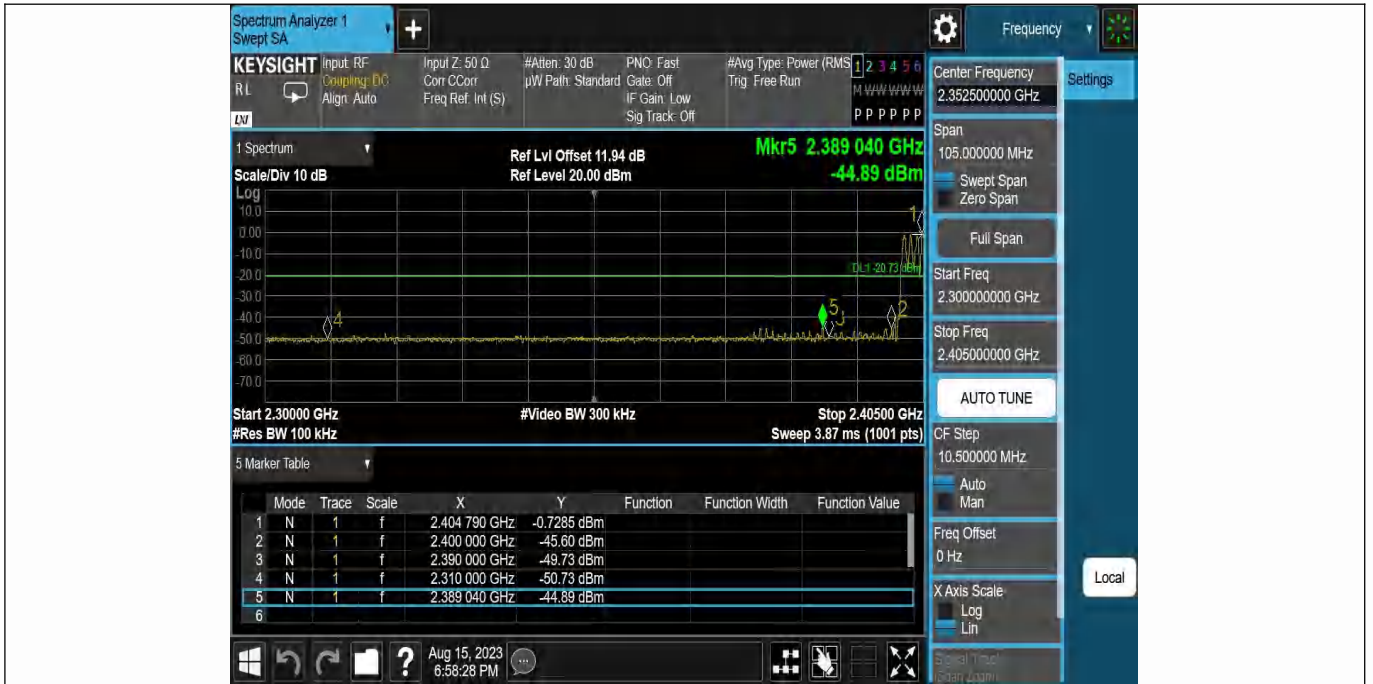 Spectrum Analyzer 1
Swept SA
Frequency
KEYSIGHT
RL
LXI
Input: RF
Coupling: DC
Align: Auto
Input Z: 50 Ω
Corr CCorr
Freq Ref: Int (S)
#Atten: 30 dB
µW Path: Standard
PNO: Fast
Gate: Off
IF Gain: Low
Sig Track: Off
#Avg Type: Power (RMS
Trig: Free Run
1 2 3 4 5 6
M W W W W W
P P P P P P
1 Spectrum
Scale/Div 10 dB
Ref Lvl Offset 11.94 dB
Ref Level 20.00 dBm
Mkr5 2.389 040 GHz
-44.89 dBm
Log
10.0
0.00
-10.0
-20.0
-30.0
-40.0
-50.0
-60.0
-70.0
1
DL1 -20.73 dBm
4
5
2
Start 2.30000 GHz
#Res BW 100 kHz
#Video BW 300 kHz
Stop 2.40500 GHz
Sweep 3.87 ms (1001 pts)
5 Marker Table
Mode Trace Scale X Y Function Function Width Function Value
1 N 1 f 2.404 790 GHz -0.7285 dBm
2 N 1 f 2.400 000 GHz -45.60 dBm
3 N 1 f 2.390 000 GHz -49.73 dBm
4 N 1 f 2.310 000 GHz -50.73 dBm
5 N 1 f 2.389 040 GHz -44.89 dBm
6
Aug 15, 2023
6:58:28 PM
?
Center Frequency
2.352500000 GHz
Settings
Span
105.000000 MHz
Swept Span
Zero Span
Full Span
Start Freq
2.300000000 GHz
Stop Freq
2.405000000 GHz
AUTO TUNE
CF Step
10.500000 MHz
Auto
Man
Freq Offset
0 Hz
X Axis Scale
Log
Lin
Local
Signal Track
(Span Zoom)